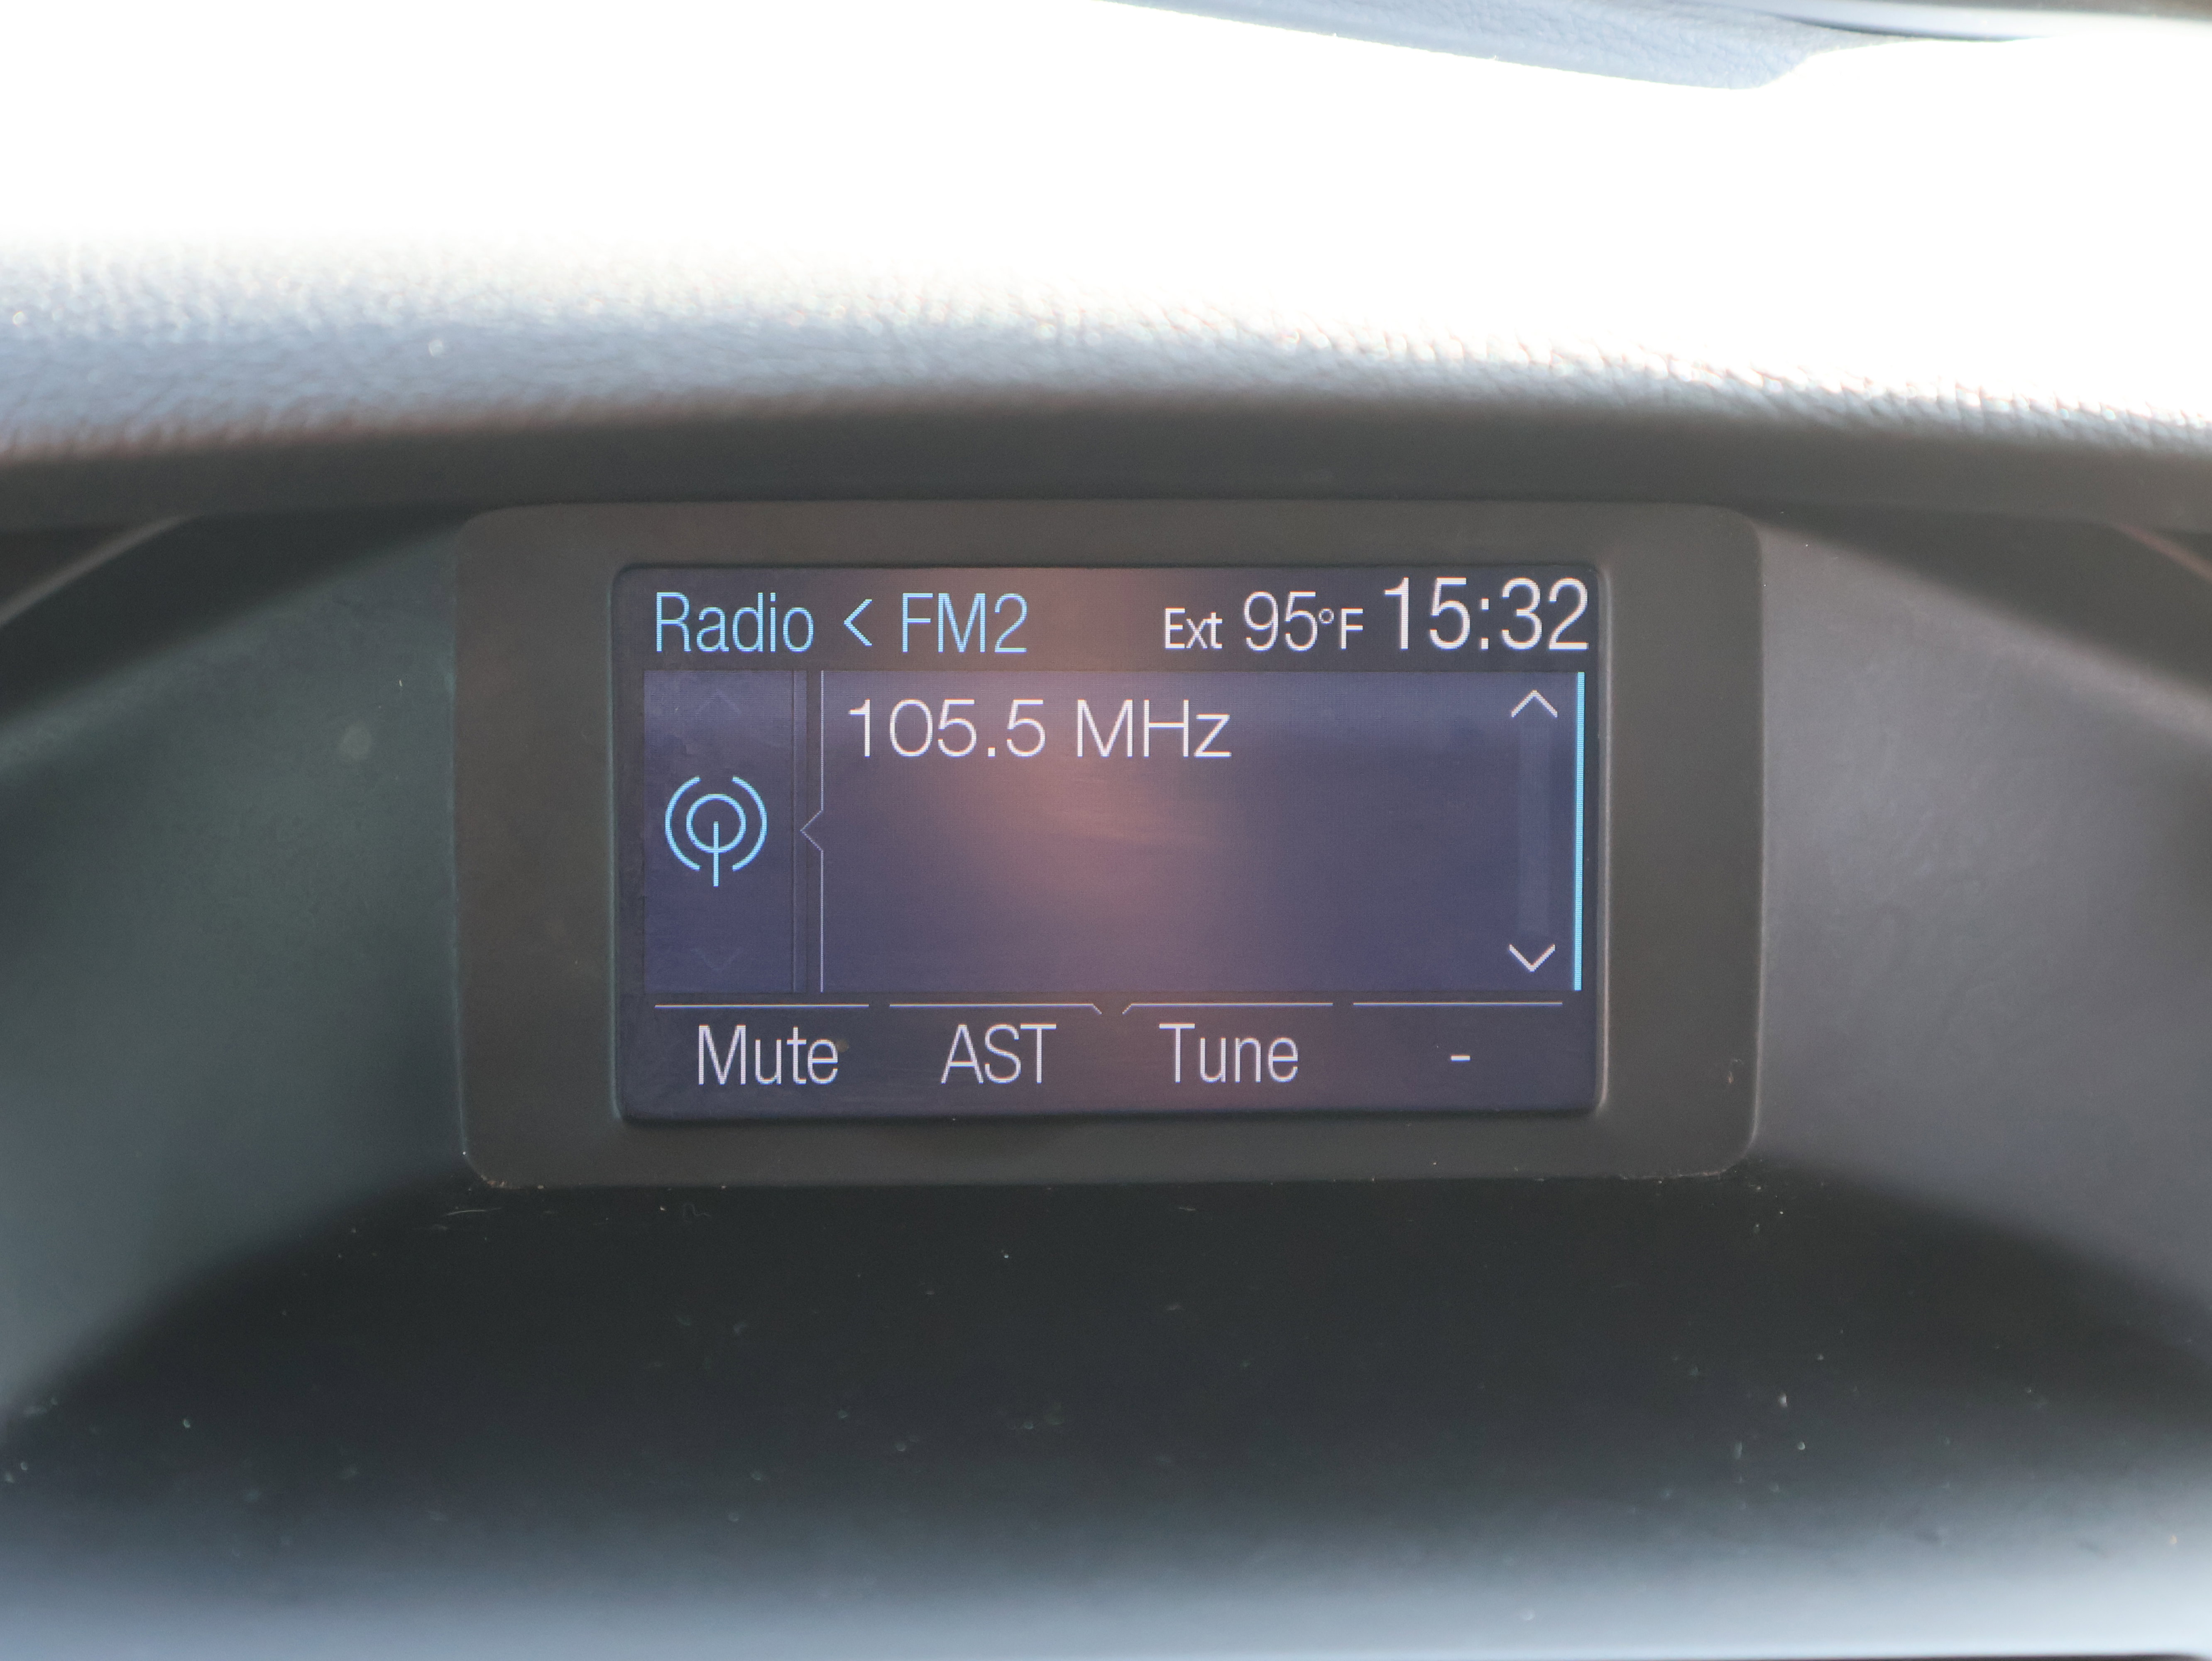 Radio < FM2 Ext 95°F 15:32
105.5 MHz
Mute AST Tune -